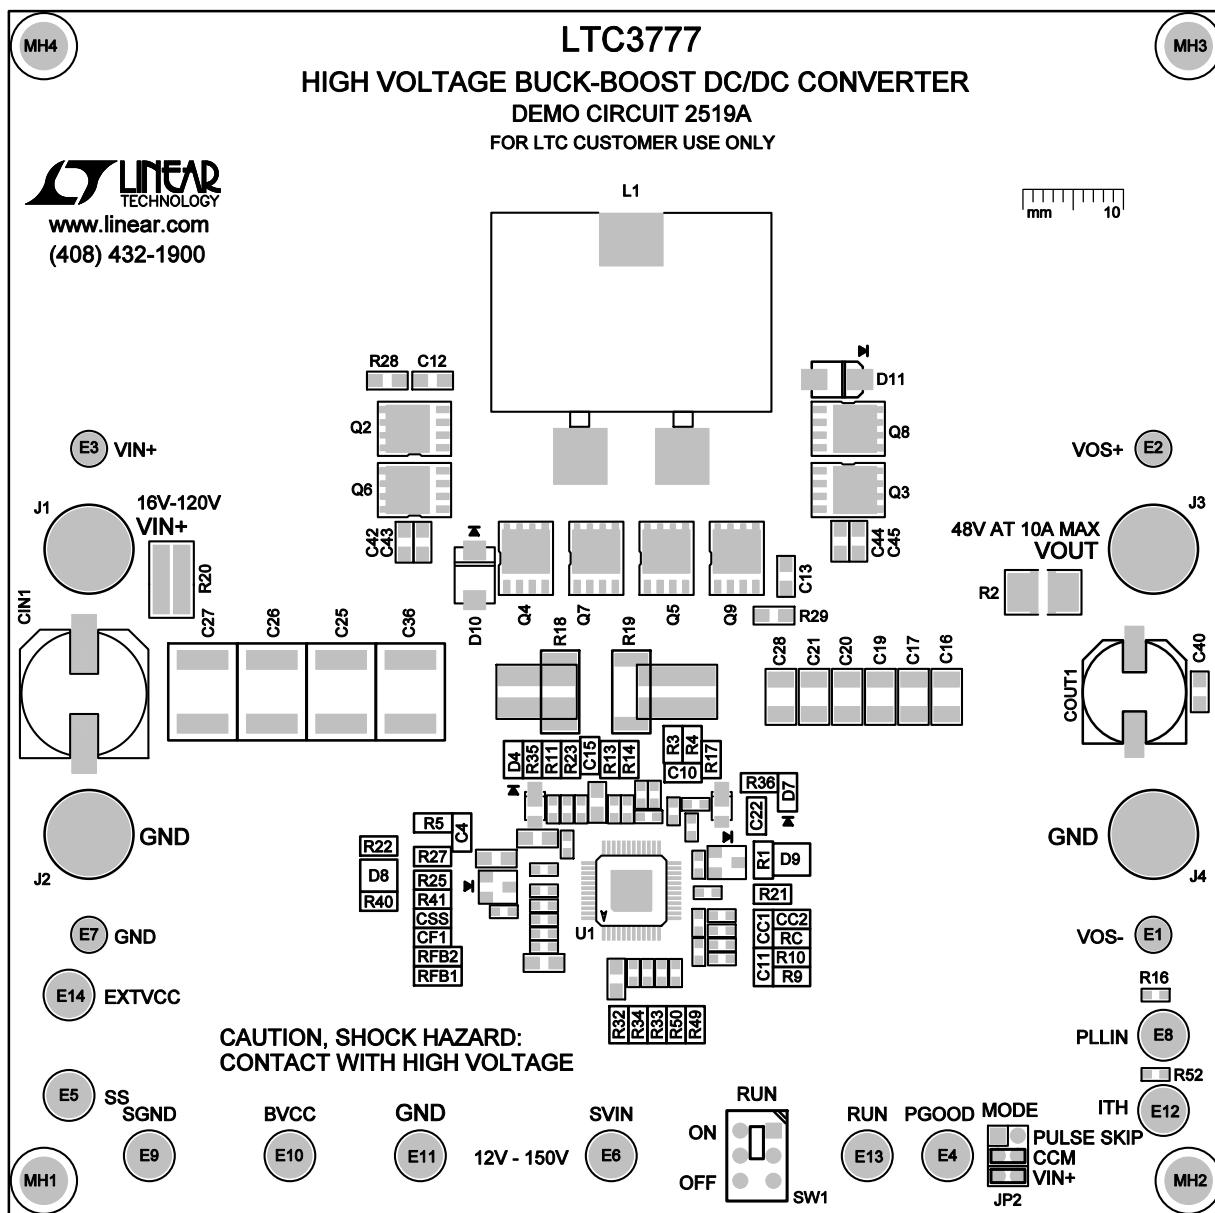 MH4
LTC3777
MH3
HIGH VOLTAGE BUCK-BOOST DC/DC CONVERTER
DEMO CIRCUIT 2519A
FOR LTC CUSTOMER USE ONLY
LINEAR
TECHNOLOGY
www.linear.com
(408) 432-1900
L1
mm 10
R28 C12
D11
Q2
Q8
E3 VIN+
VOS+ E2
Q6
Q3
J1
16V-120V
VIN+
J3
48V AT 10A MAX
VOUT
C42
C43
C44
C45
R20
C13
R2
CIN1
D10
Q4
Q7
Q5
Q9
R29
C27
C26
C25
C36
R18
R19
C28
C21
C20
C19
C17
C16
C40
COUT1
D4
R35
R11
R23
C15
R13
R14
R3
R4
C10
R17
R36
D7
C22
R5
C4
GND
GND
R22
R27
D8
R25
R40
R41
CSS
CF1
RFB2
RFB1
R1
D9
R21
CC1
CC2
RC
C11
R10
R9
J2
J4
A
U1
E7 GND
VOS- E1
E14 EXTVCC
R16
R32
R34
R33
R50
R49
PLLIN E8
CAUTION, SHOCK HAZARD:
CONTACT WITH HIGH VOLTAGE
R52
E5 SS
ITH E12
SGND
E9
BVCC
E10
GND
E11
12V - 150V
SVIN
E6
RUN
ON
OFF
SW1
RUN
E13
PGOOD
E4
MODE
PULSE SKIP
CCM
VIN+
JP2
MH1
MH2